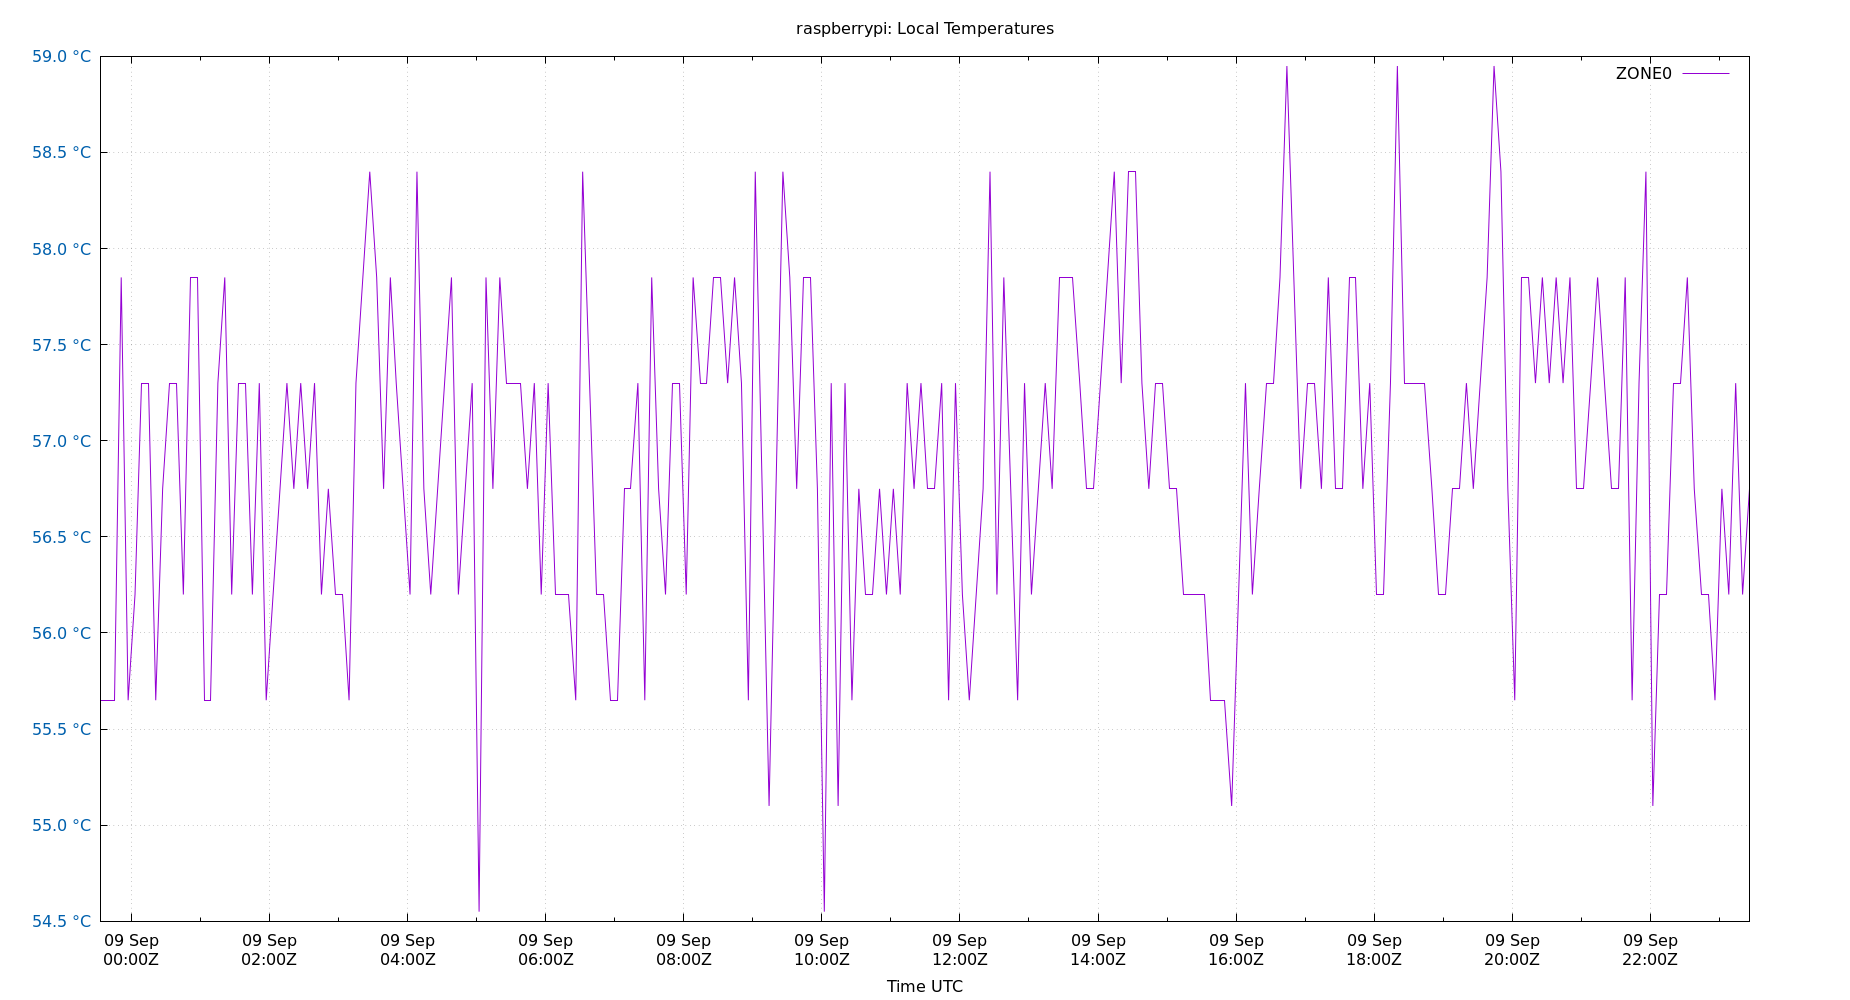 raspberrypi: Local Temperatures
59.0 °C
ZONE0
58.5 °C
58.0 °C
57.5 °C
57.0 °C
56.5 °C
56.0 °C
55.5 °C
55.0 °C
54.5 °C
09 Sep 09 Sep 09 Sep 09 Sep 09 Sep 09 Sep 09 Sep 09 Sep 09 Sep 09 Sep 09 Sep 09 Sep
00:00Z 02:00Z 04:00Z 06:00Z 08:00Z 10:00Z 12:00Z 14:00Z 16:00Z 18:00Z 20:00Z 22:00Z
Time UTC